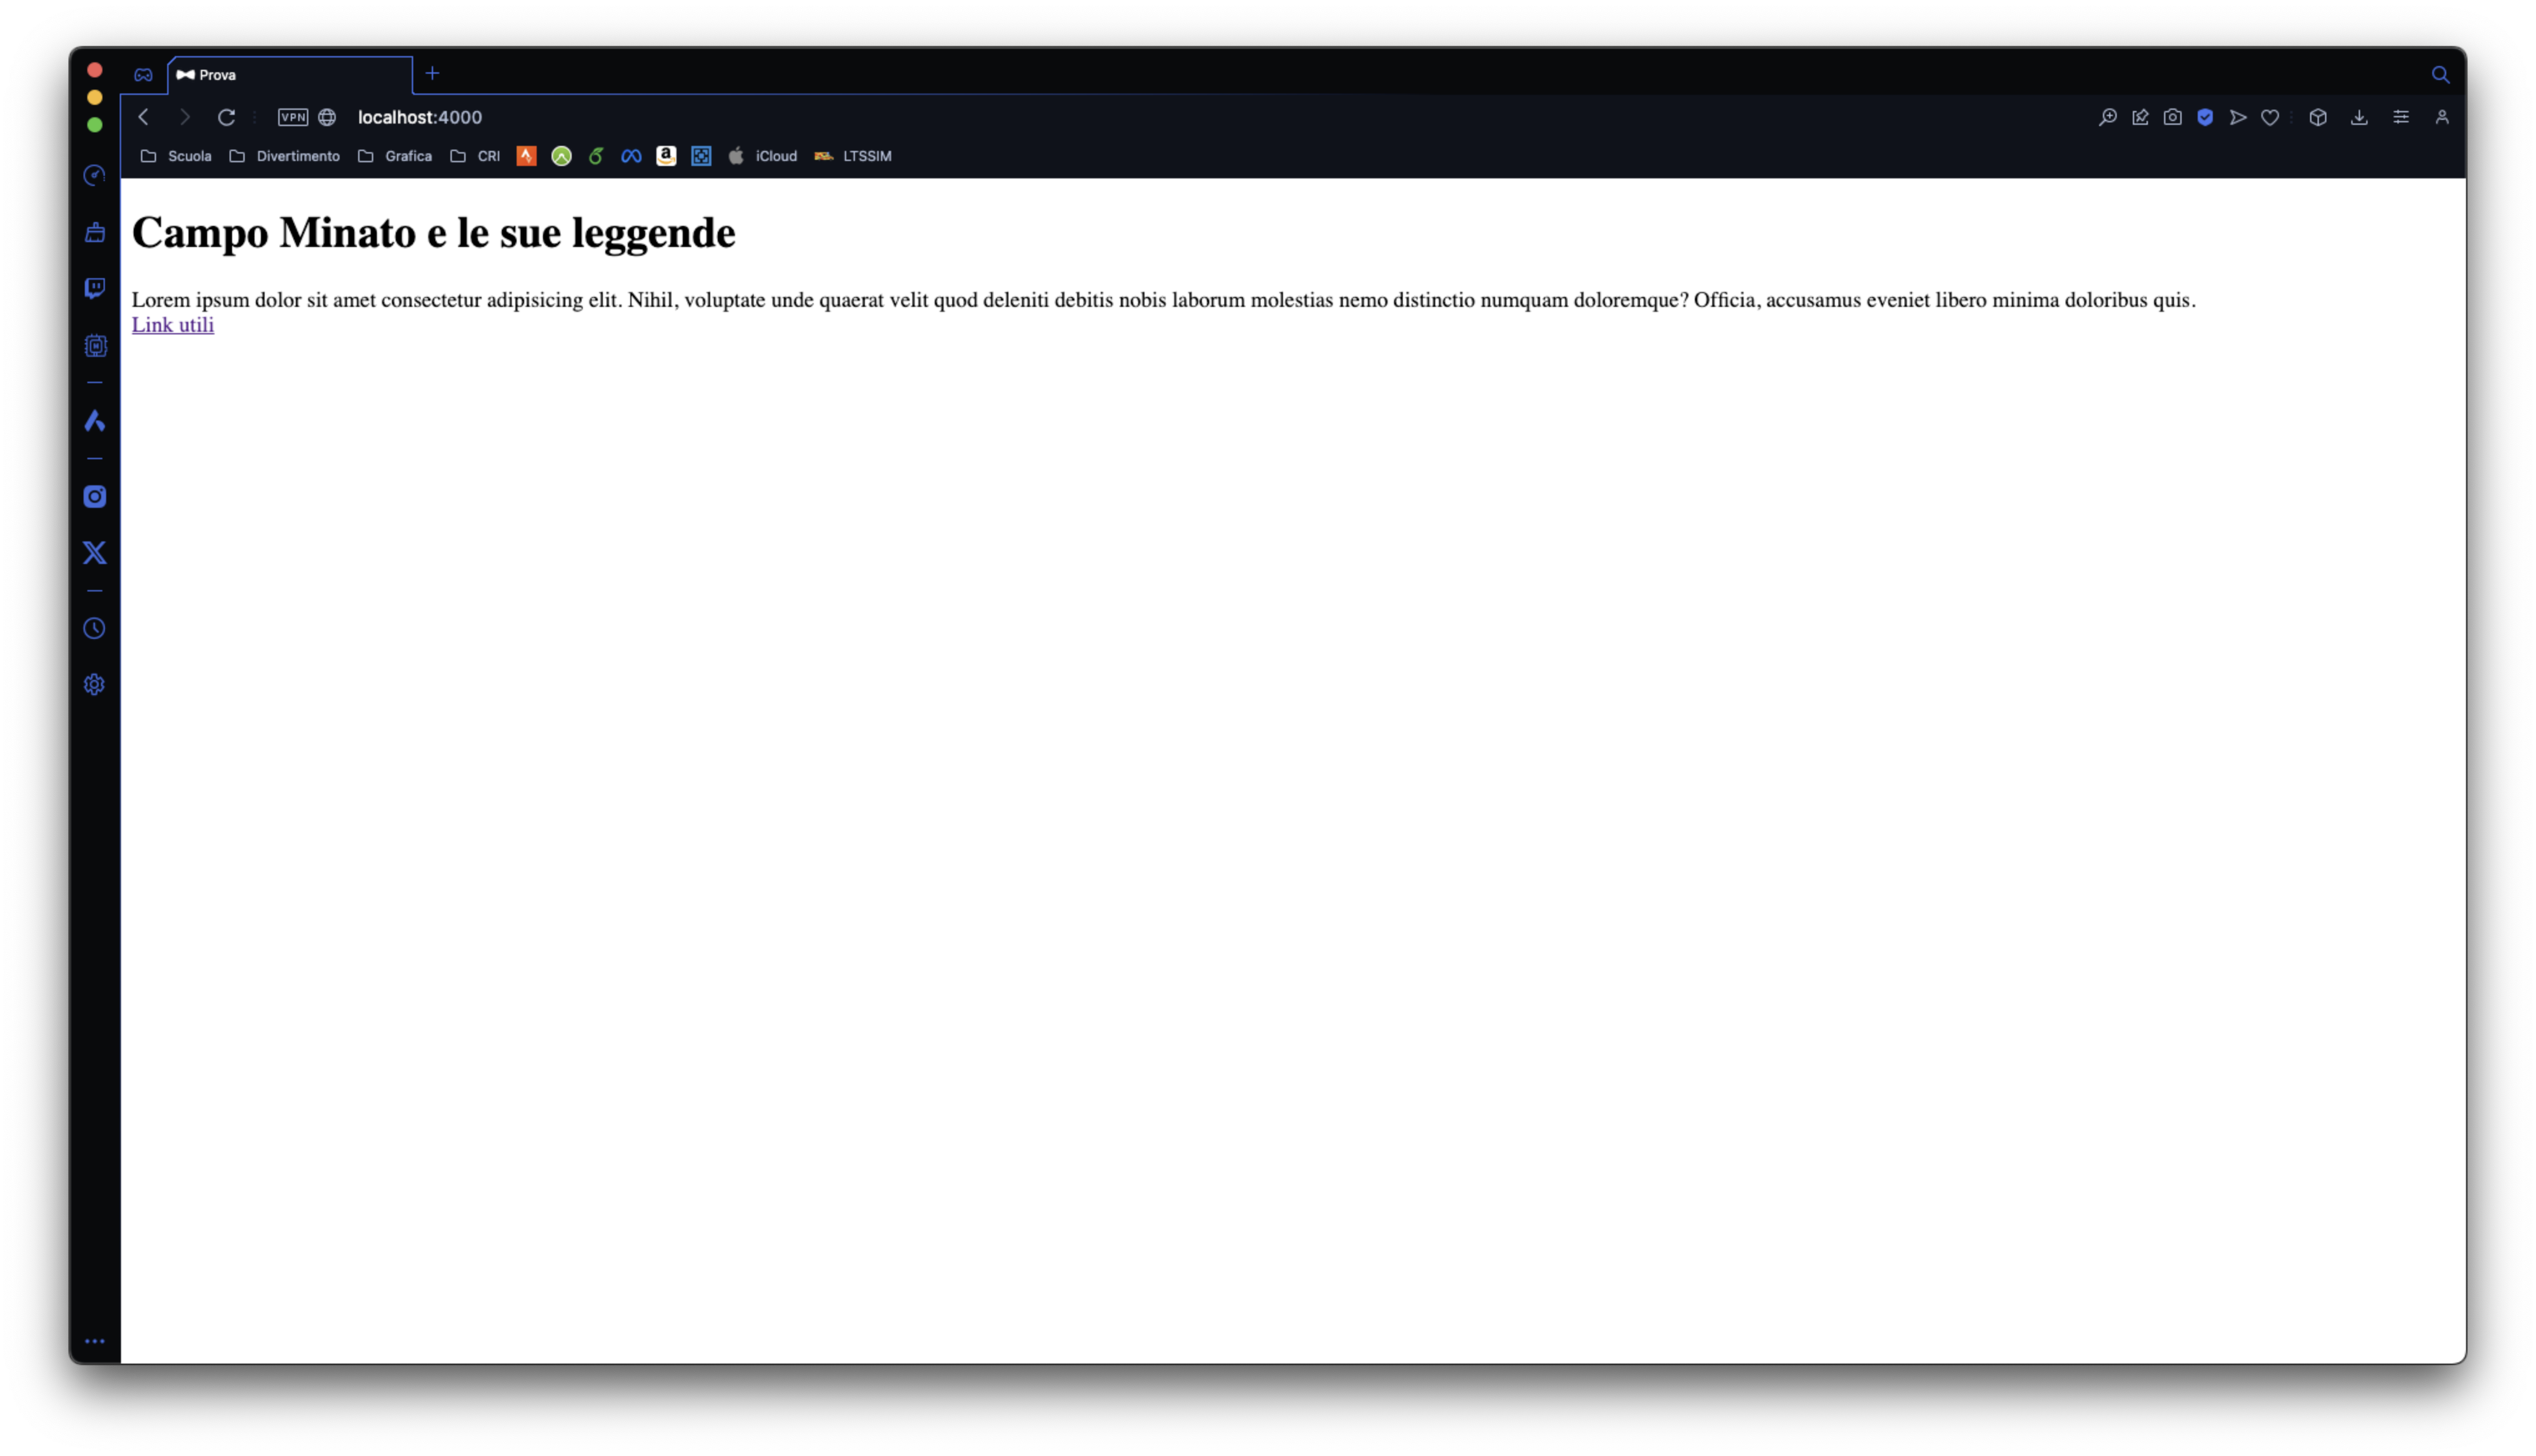 Prova
VPN localhost:4000
Scuola Divertimento Grafica CRI iCloud LTSSIM
Campo Minato e le sue leggende
Lorem ipsum dolor sit amet consectetur adipisicing elit. Nihil, voluptate unde quaerat velit quod deleniti debitis nobis laborum molestias nemo distinctio numquam doloremque? Officia, accusamus eveniet libero minima doloribus quis.
Link utili